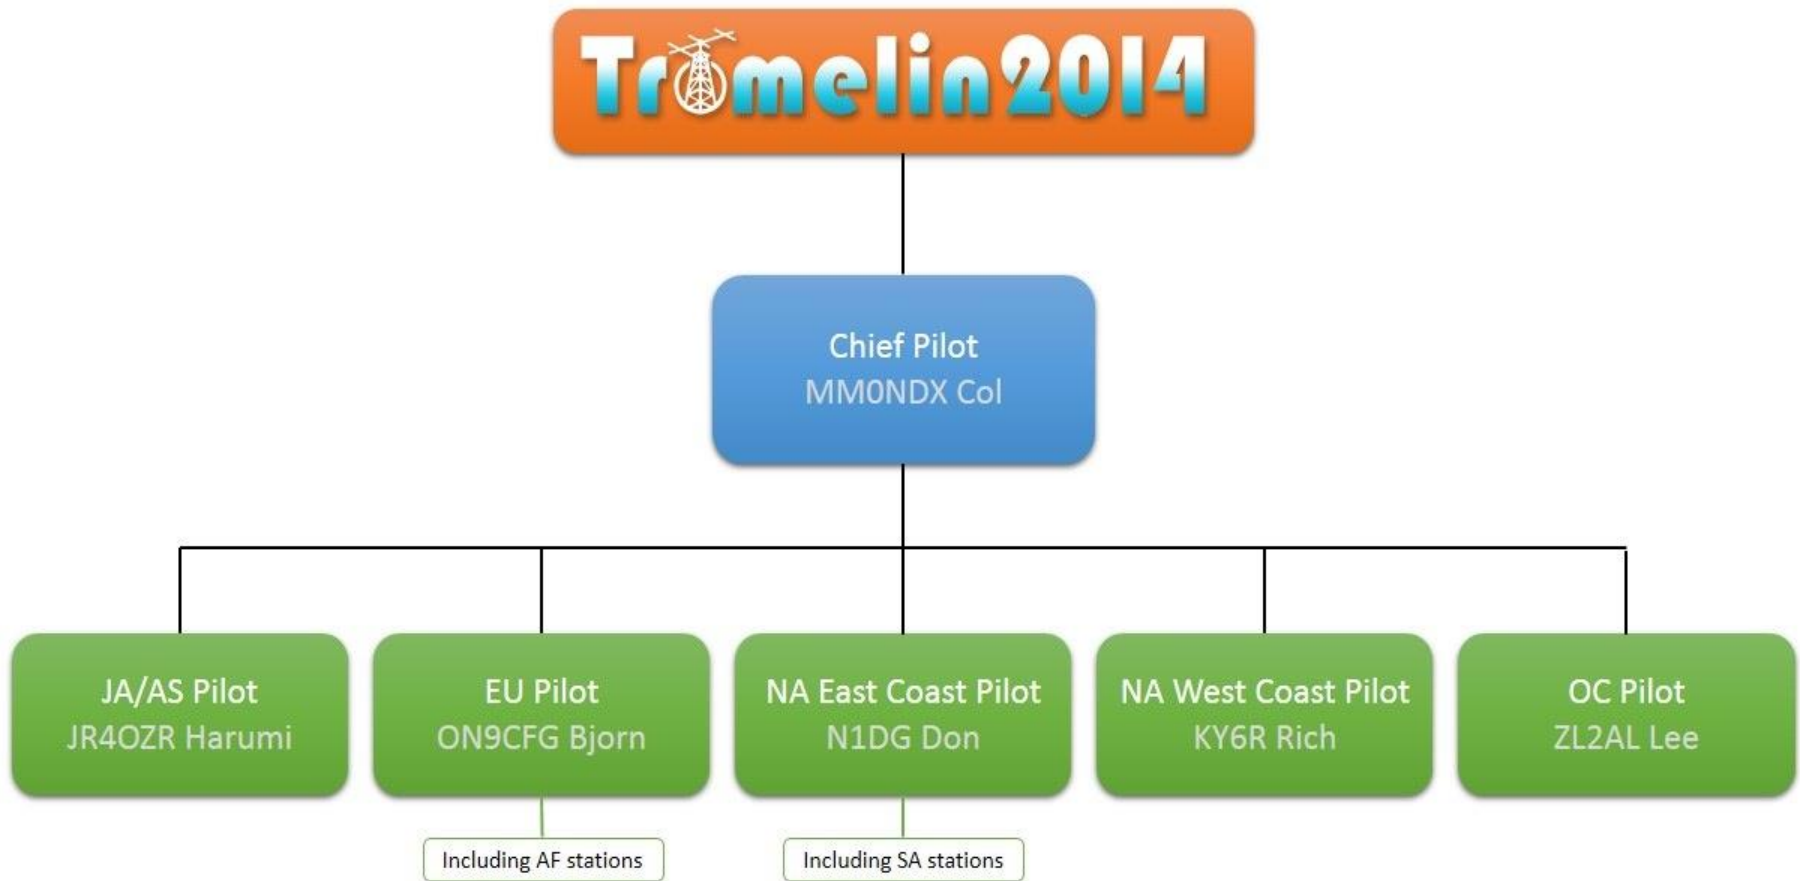 Tromelin2014
Chief Pilot
MM0NDX Col
JA/AS Pilot
JR4OZR Harumi
EU Pilot
ON9CFG Bjorn
NA East Coast Pilot
N1DG Don
NA West Coast Pilot
KY6R Rich
OC Pilot
ZL2AL Lee
Including AF stations
Including SA stations